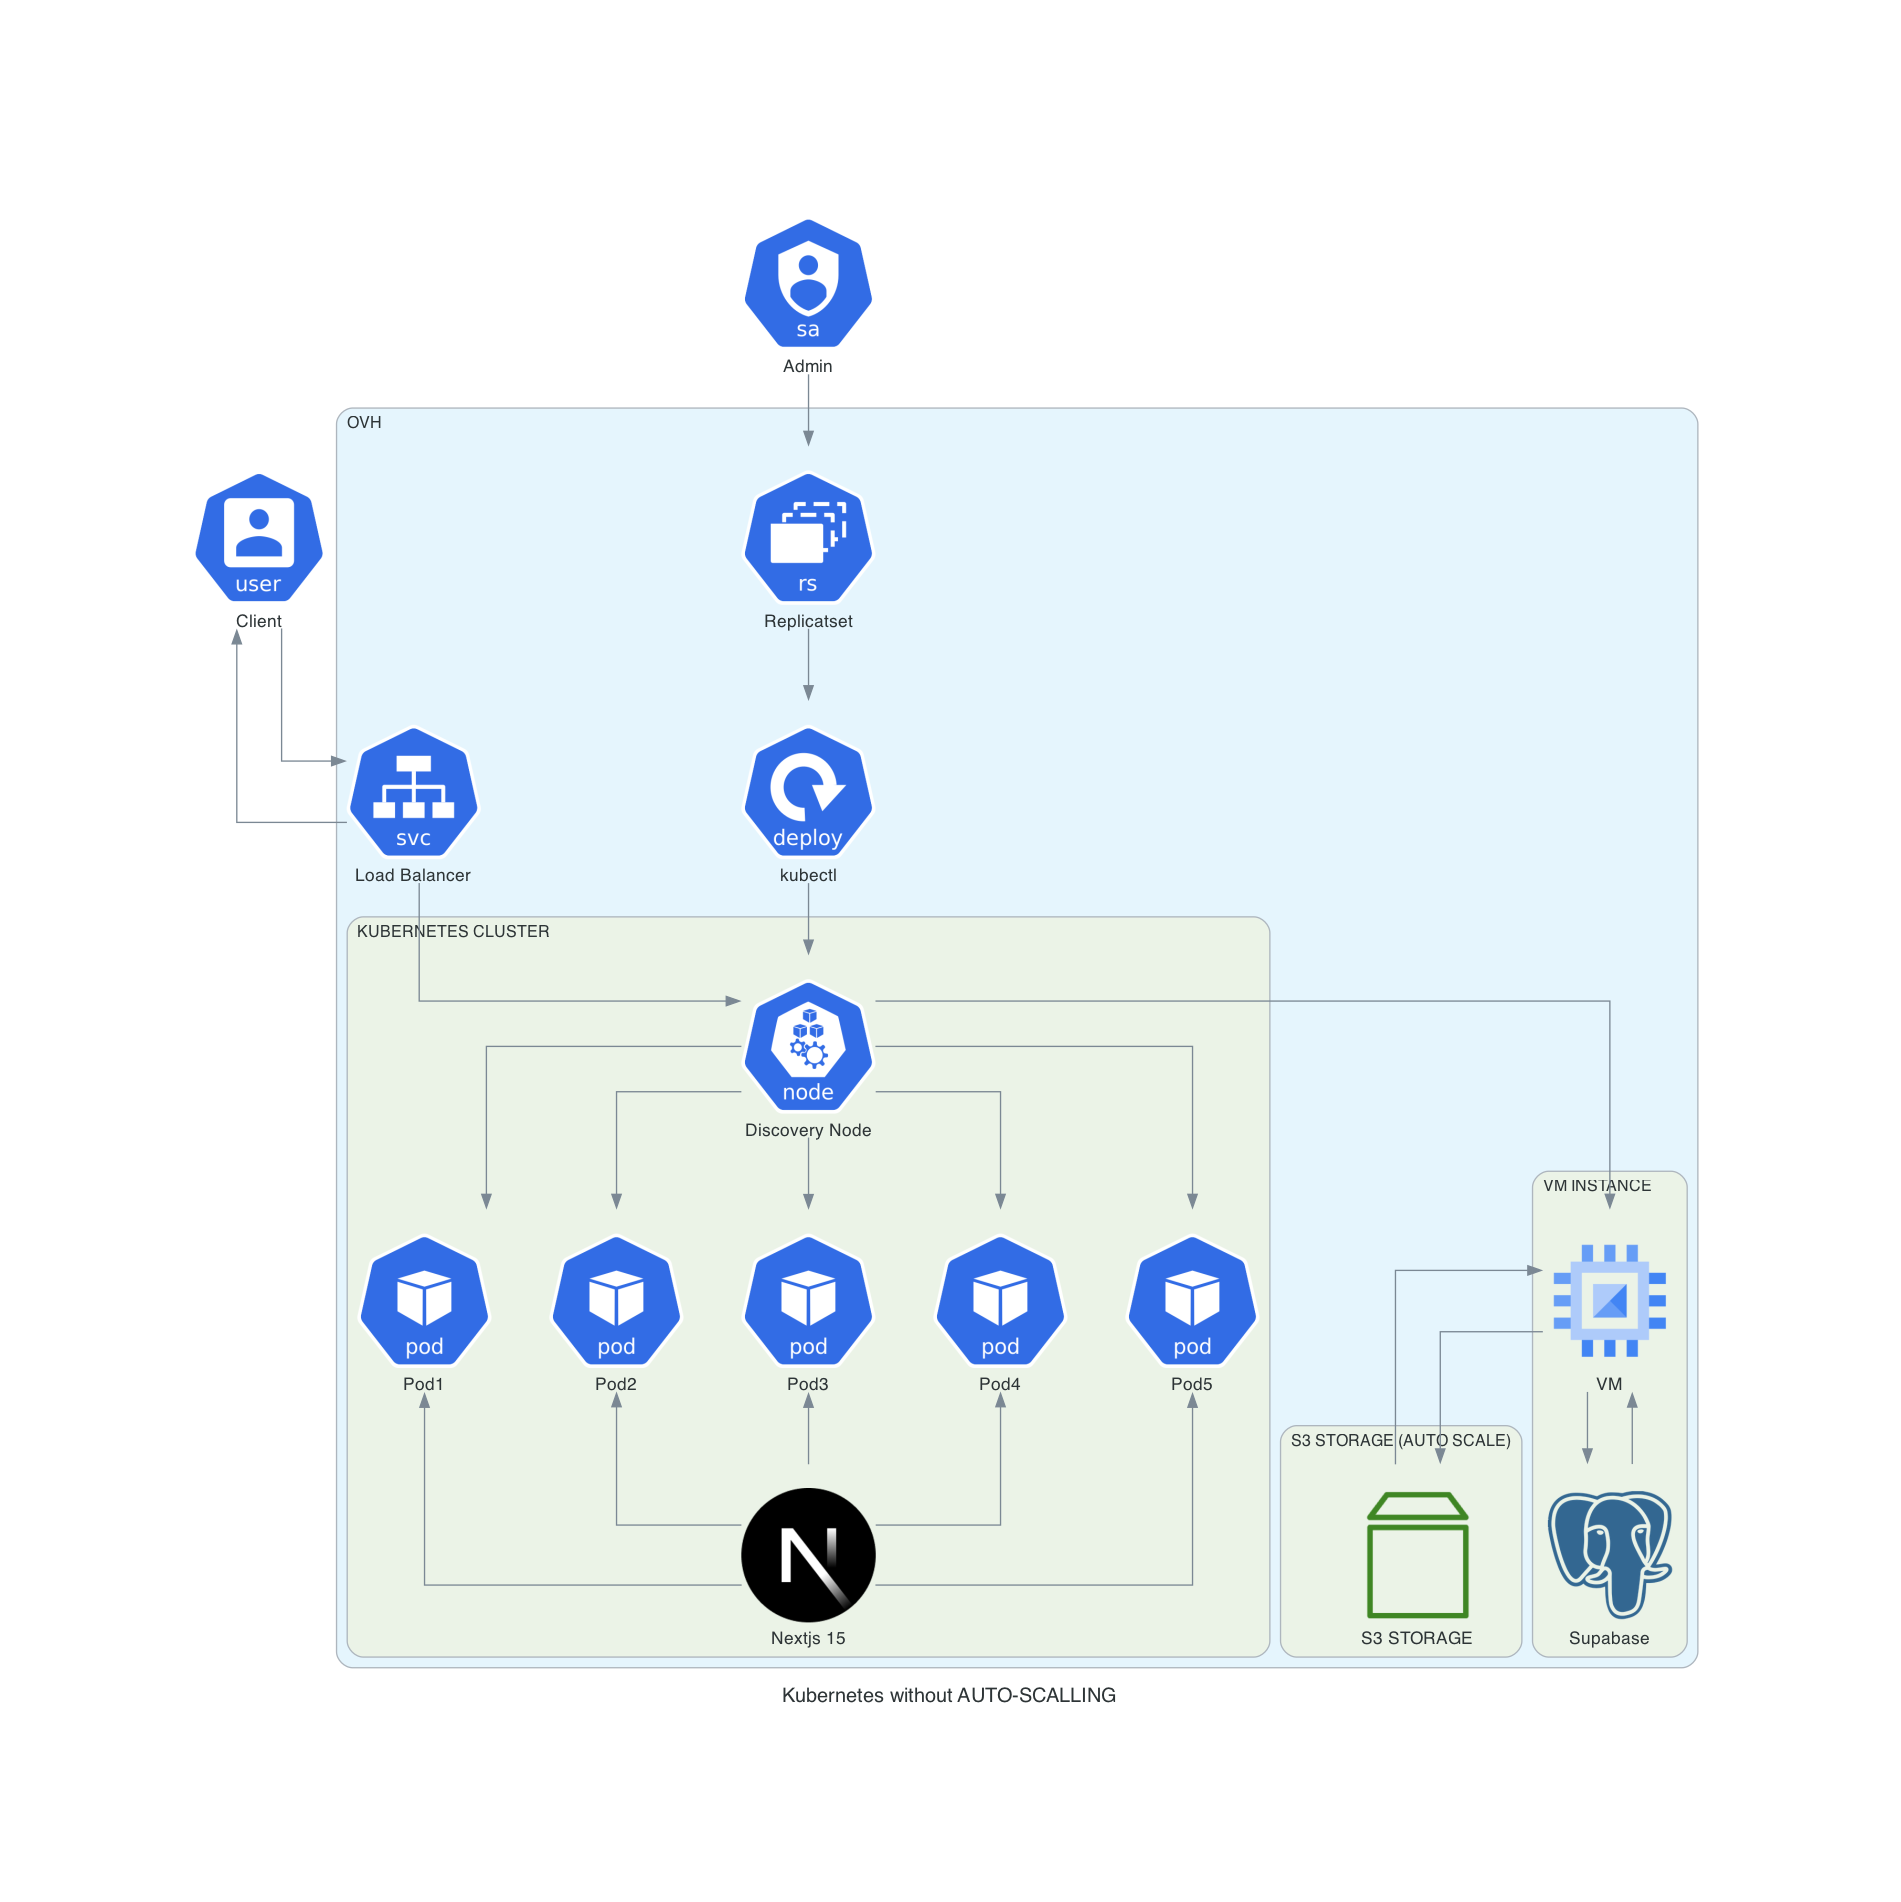 sa
Admin
OVH
user
Client
rs
Replicatset
svc
Load Balancer
deploy
kubectl
KUBERNETES CLUSTER
node
Discovery Node
VM INSTANCE
pod
Pod1
pod
Pod2
pod
Pod3
pod
Pod4
pod
Pod5
VM
S3 STORAGE (AUTO SCALE)
N
Nextjs 15
S3 STORAGE
Supabase
Kubernetes without AUTO-SCALLING